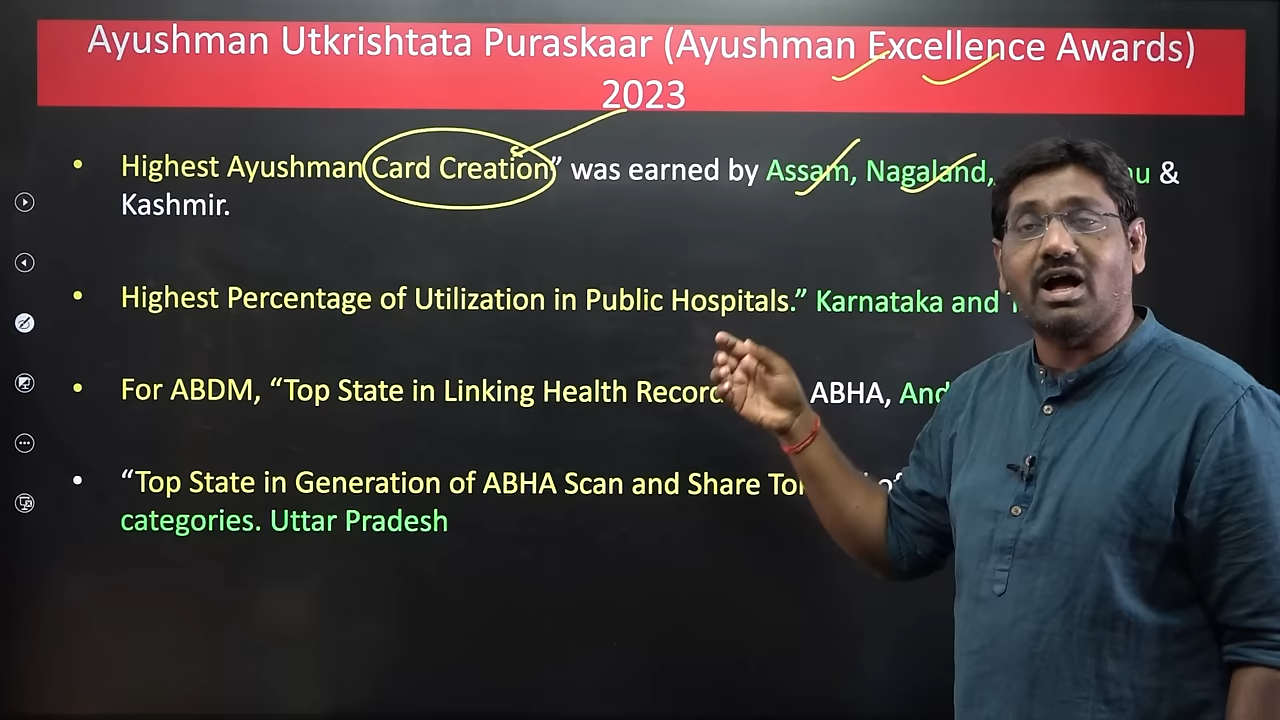 Ayushman Utkrishtata Puraskaar (Ayushman Excellence Awards)
2023
• Highest Ayushman Card Creation” was earned by Assam, Nagaland, &
Kashmir.
• Highest Percentage of Utilization in Public Hospitals.” Karnataka and
• For ABDM, “Top State in Linking Health ABHA,
• “Top State in Generation of ABHA Scan and Share
categories. Uttar Pradesh